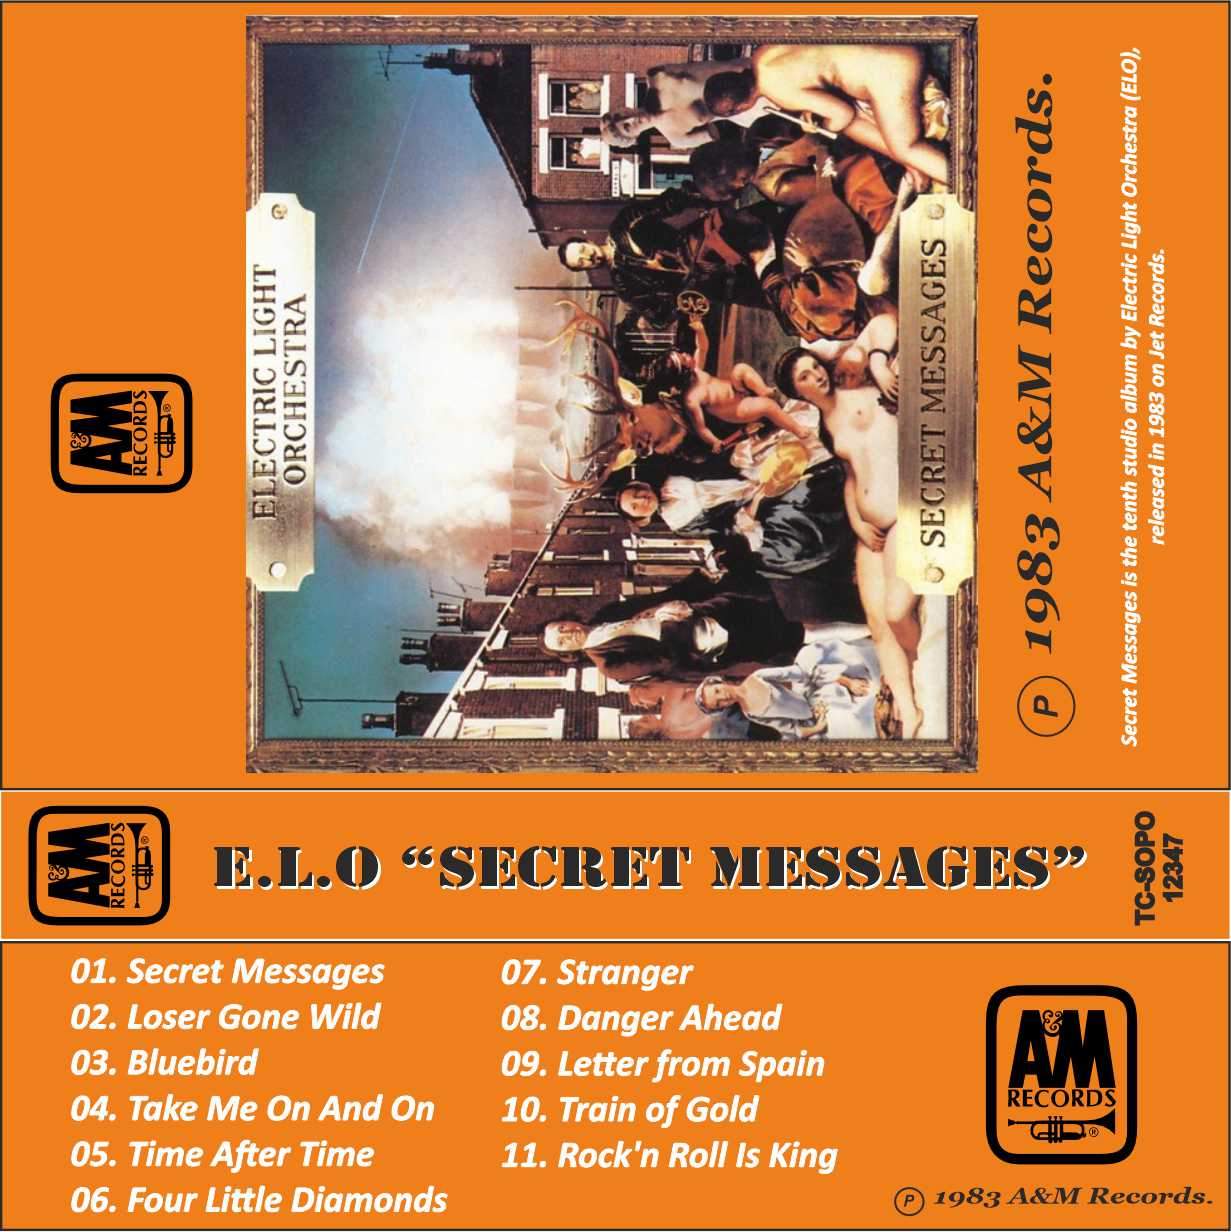 ELECTRIC LIGHT
ORCHESTRA
SECRET MESSAGES
A&M
RECORDS
®
Ⓟ 1983 A&M Records.
Secret Messages is the tenth studio album by Electric Light Orchestra (ELO),
released in 1983 on Jet Records.
A&M
RECORDS
®
E.L.O “SECRET MESSAGES”
TC-SOPO
12347
01. Secret Messages
02. Loser Gone Wild
03. Bluebird
04. Take Me On And On
05. Time After Time
06. Four Little Diamonds
07. Stranger
08. Danger Ahead
09. Letter from Spain
10. Train of Gold
11. Rock'n Roll Is King
A&M
RECORDS
®
Ⓟ 1983 A&M Records.